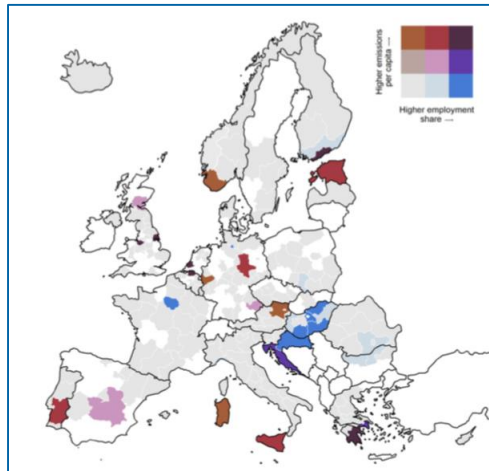 Higher emissions
per capita →
Higher employment
share →